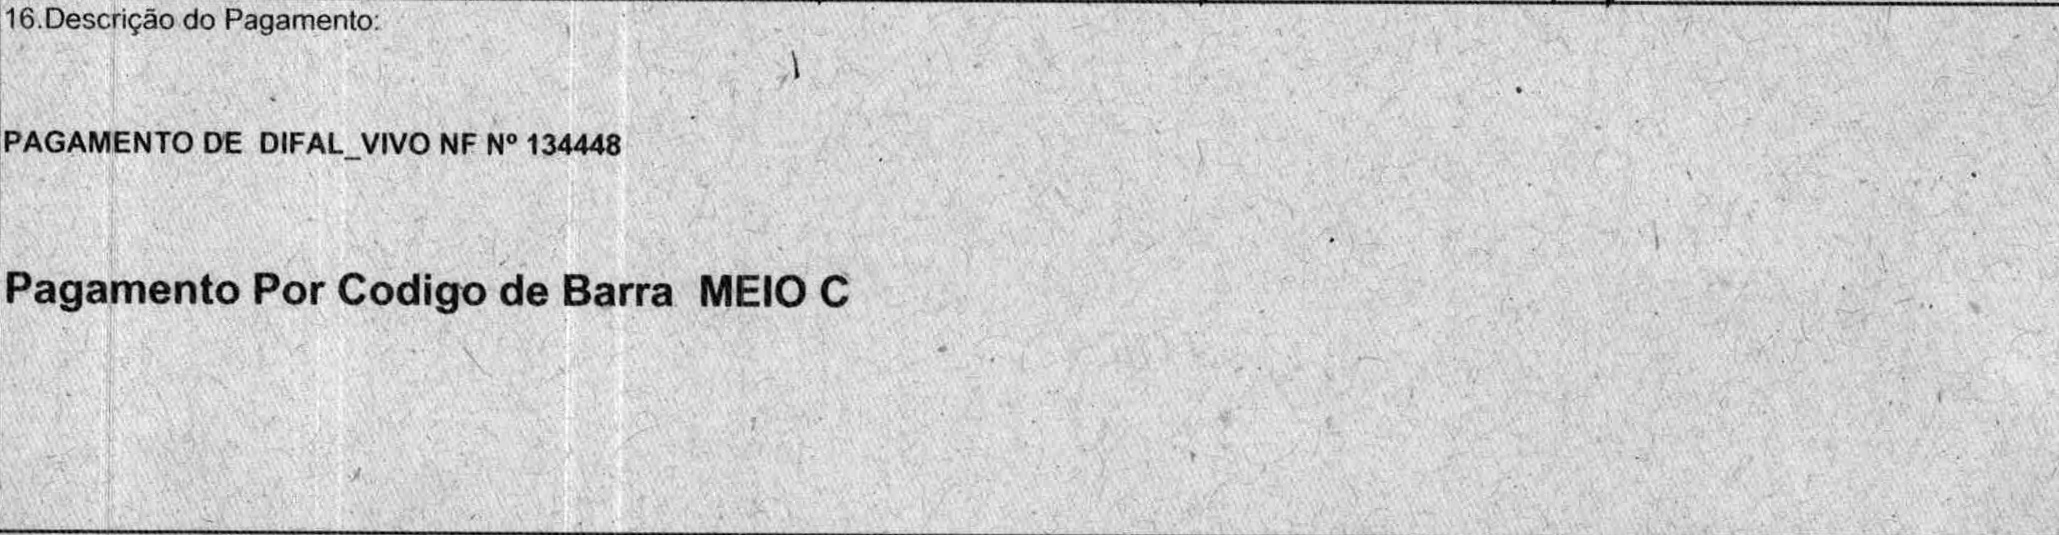 16.Descrição do Pagamento:
PAGAMENTO DE DIFAL_VIVO NF Nº 134448
Pagamento Por Codigo de Barra MEIO C